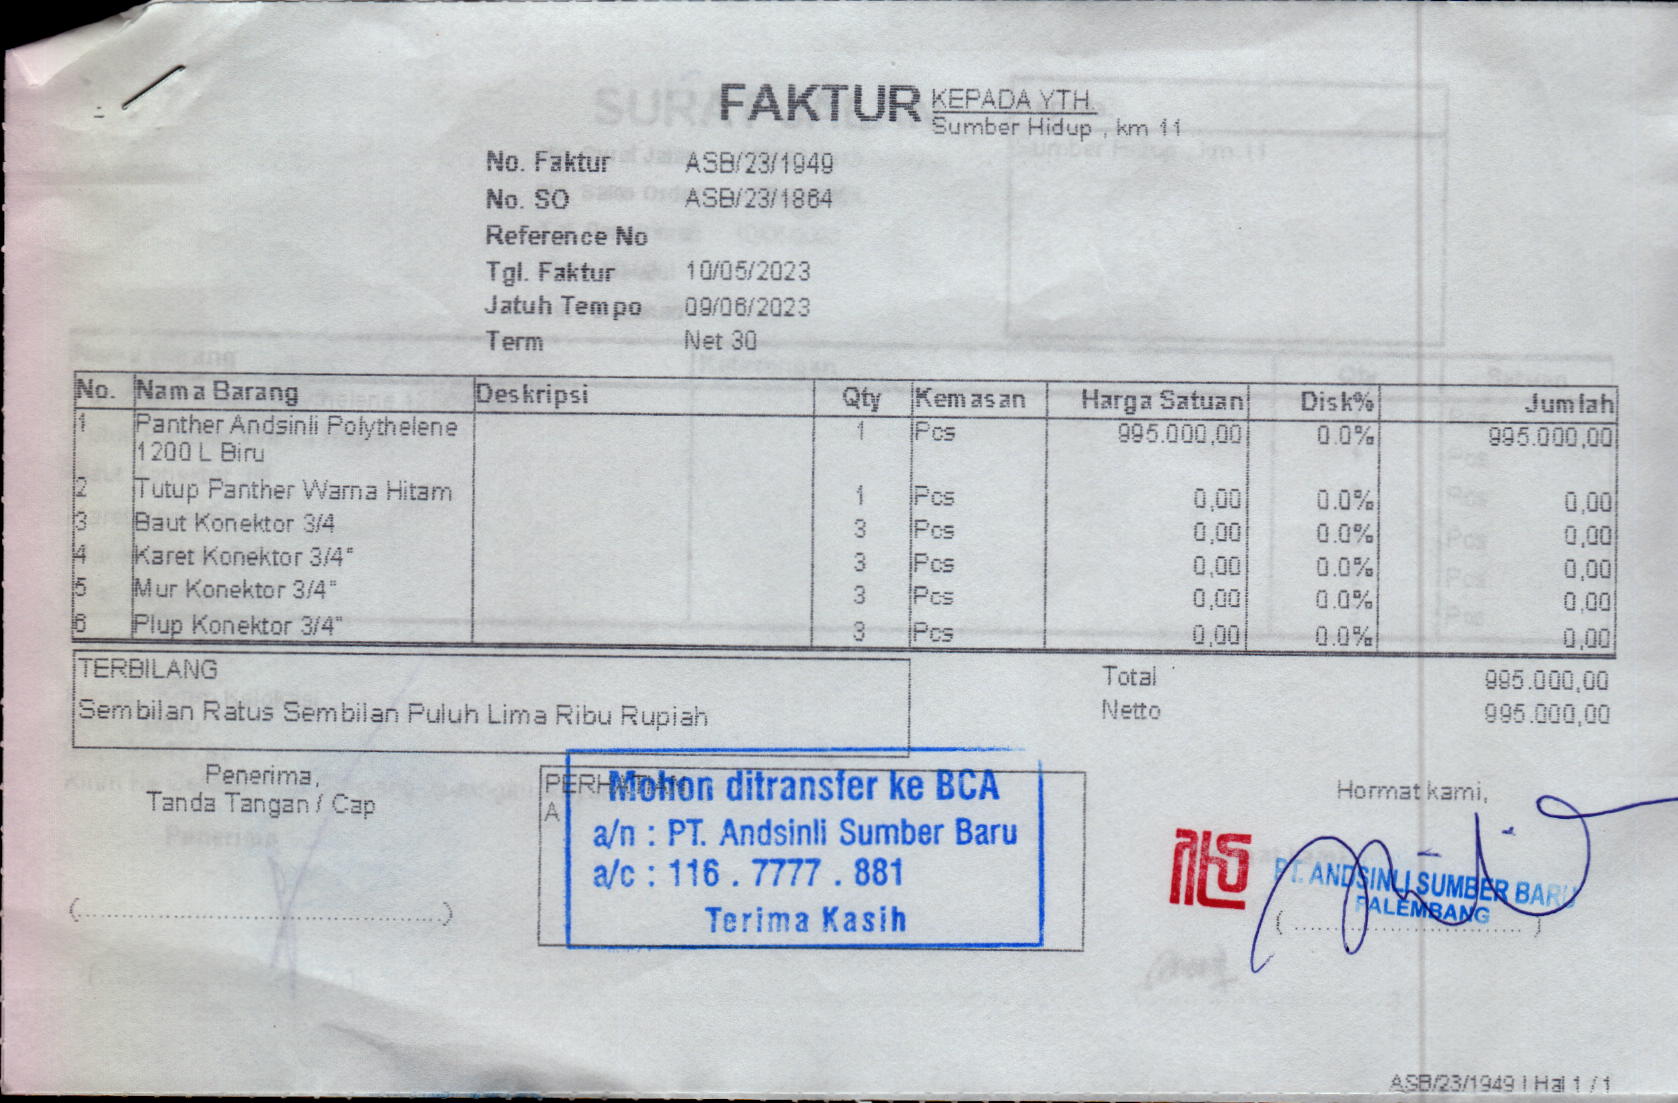 FAKTUR
KEPADA YTH.
Sumber Hidup , km 11
No. Faktur ASB/23/1949
No. SO ASB/23/1864
Reference No
Tgl. Faktur 10/05/2023
Jatuh Tempo 09/06/2023
Term Net 30
No. Nama Barang Deskripsi Qty Kemasan Harga Satuan Disk% Jumlah
1 Panther Andsinli Polythelene 1 Pcs 995.000,00 0.0% 995.000,00
1200 L Biru
2 Tutup Panther Warna Hitam 1 Pcs 0,00 0.0% 0,00
3 Baut Konektor 3/4 3 Pcs 0,00 0.0% 0,00
4 Karet Konektor 3/4" 3 Pcs 0,00 0.0% 0,00
5 Mur Konektor 3/4" 3 Pcs 0,00 0.0% 0,00
6 Plup Konektor 3/4" 3 Pcs 0,00 0.0% 0,00
TERBILANG
Sembilan Ratus Sembilan Puluh Lima Ribu Rupiah
Total 995.000,00
Netto 995.000,00
Penerima,
Tanda Tangan / Cap
(.................................................)
PERHATIAN
A
Mohon ditransfer ke BCA
a/n : PT. Andsinli Sumber Baru
a/c : 116 . 7777 . 881
Terima Kasih
Hormat kami,
PT. ANDSINLI SUMBER BARU
PALEMBANG
(................................)
ASB/23/1949 | Hal 1 / 1